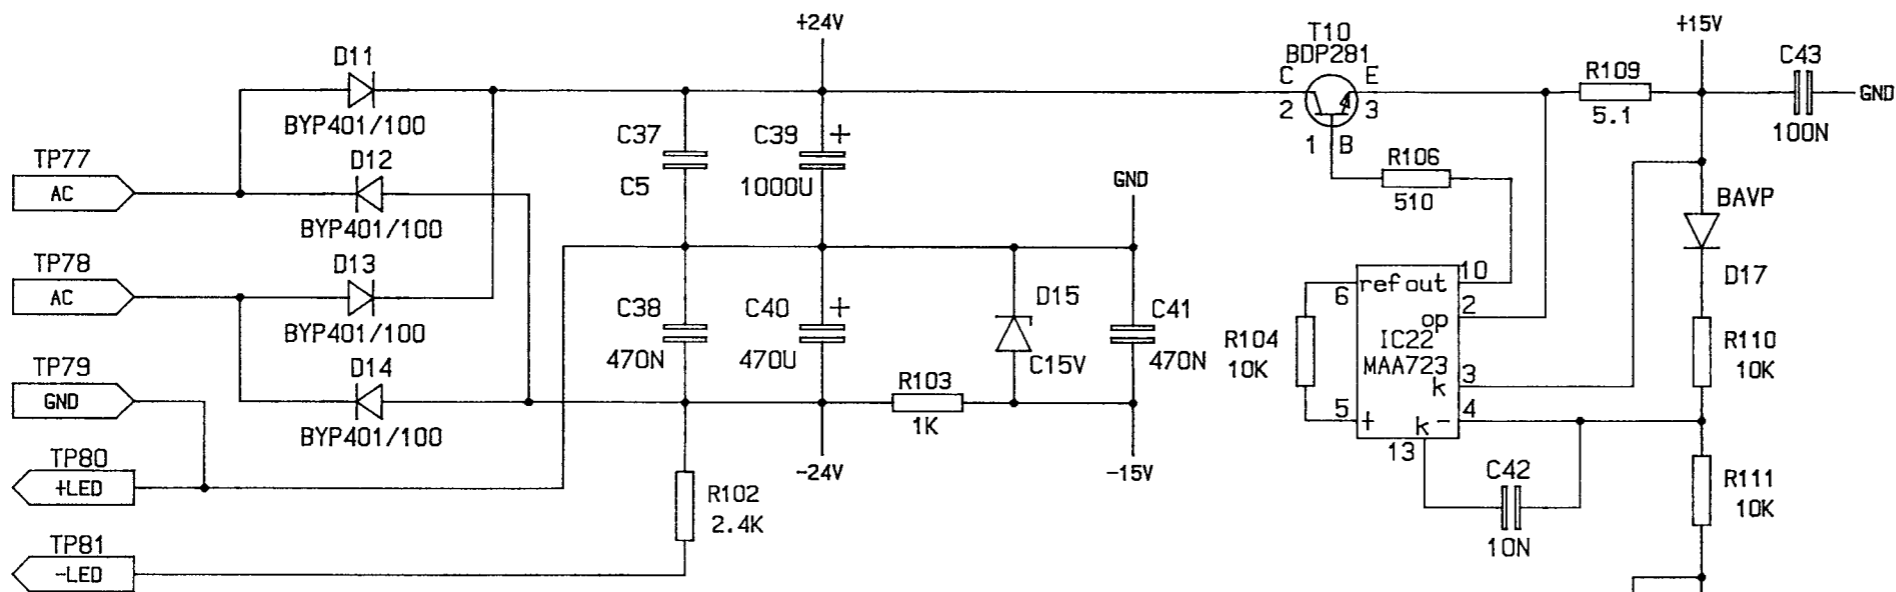 +24V
T10
BDP281
+15V
C43
D11
C E
R109
GND
2 3
5.1
100N
BYP401/100
C37
C39 +
1 B
TP77
D12
R106
AC
C5
1000U
GND
510
BAVP
BYP401/100
TP78
D13
D17
AC
C38
C40 +
D15
C41
6
ref out
10
2
op
BYP401/100
R104
IC22
R110
470N
470U
C15V
470N
10K
MAA723
10K
TP79
D14
R103
k
3
GND
5
+
k
-
4
1K
BYP401/100
13
TP80
-24V
-15V
C42
R111
+LED
R102
2.4K
10K
TP81
10N
-LED